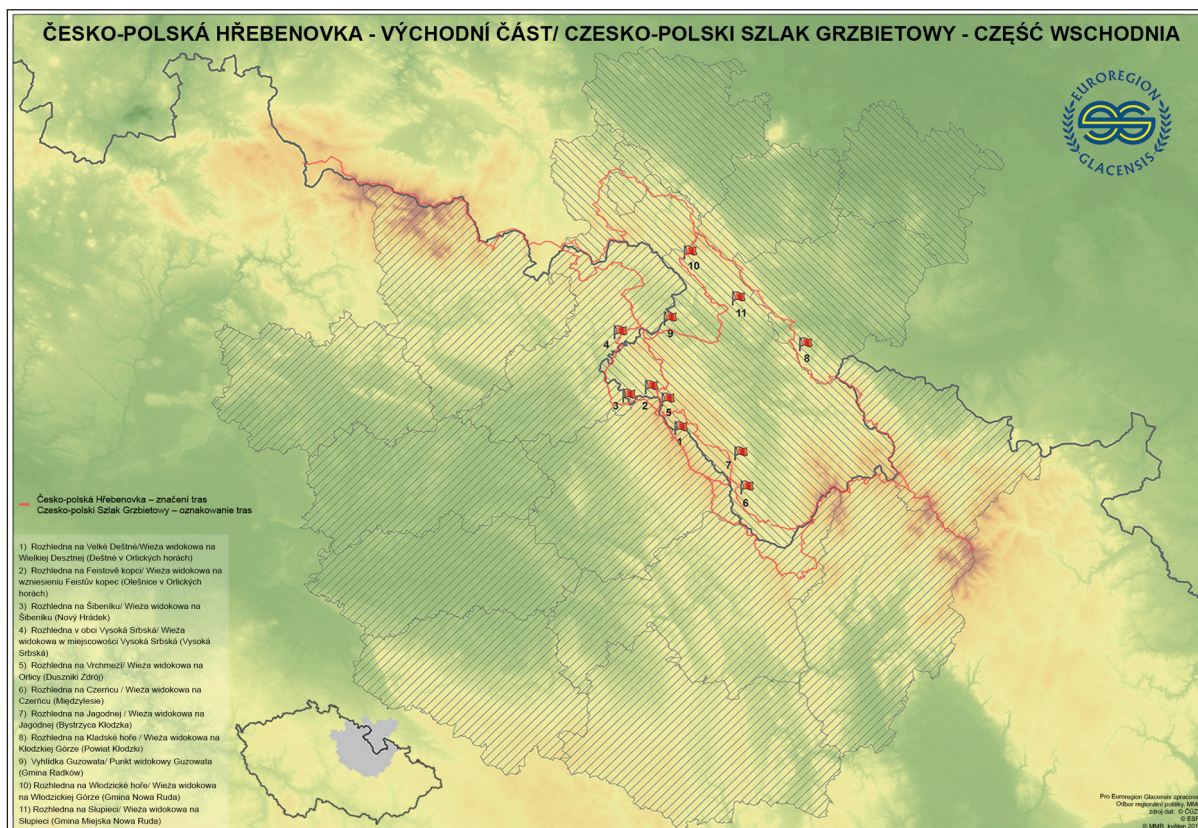 ČESKO-POLSKÁ HŘEBENOVKA - VÝCHODNÍ ČÁST/ CZESKO-POLSKI SZLAK GRZBIETOWY - CZĘŚĆ WSCHODNIA
EUROREGION
GLACENSIS
10
11
9
4
8
3
2
5
1
7
6
Česko-polská Hřebenovka – značení tras
Czesko-polski Szlak Grzbietowy – oznakowanie tras
1) Rozhledna na Velké Deštné/Wieża widokowa na
Wielkiej Desztnej (Deštné v Orlických horách)
2) Rozhledna na Feistově kopci/ Wieża widokowa na
wzniesieniu Feistův kopec (Olešnice v Orlických
horách)
3) Rozhledna na Šibeníku/ Wieża widokowa na
Šibeníku (Nový Hrádek)
4) Rozhledna v obci Vysoká Srbská/ Wieża
widokowa w miejscowości Vysoká Srbská (Vysoká
Srbská)
5) Rozhledna na Vrchmezí/ Wieża widokowa na
Orlicy (Duszniki Zdrój)
6) Rozhledna na Czerńcu / Wieża widokowa na
Czerńcu (Międzylesie)
7) Rozhledna na Jagodnej / Wieża widokowa na
Jagodnej (Bystrzyca Kłodzka)
8) Rozhledna na Kladské hoře / Wieża widokowa na
Kłodzkiej Górze (Powiat Kłodzki)
9) Vyhlídka Guzowata/ Punkt widokowy Guzowata
(Gmina Radków)
10) Rozhledna na Włodzické hoře/ Wieża widokowa
na Włodzickiej Górze (Gmina Nowa Ruda)
11) Rozhledna na Słupieci/ Wieża widokowa na
Słupieci (Gmina Miejska Nowa Ruda)
Pro Euroregion Glacensis zpracova
Odbor regionální politiky, MM
zdroj dat: © ČÚZ
© ESR
© MMR, květen 201